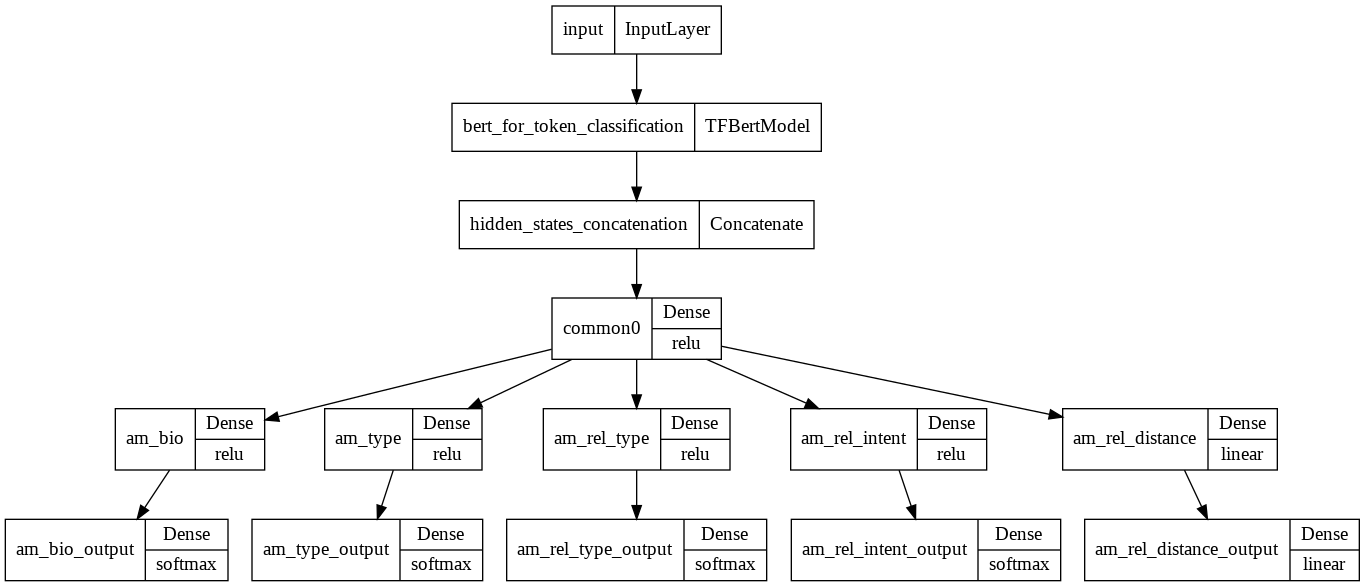 input InputLayer
bert_for_token_classification TFBertModel
hidden_states_concatenation Concatenate
common0
Dense
relu
am_bio
Dense
relu
am_type
Dense
relu
am_rel_type
Dense
relu
am_rel_intent
Dense
relu
am_rel_distance
Dense
linear
am_bio_output
Dense
softmax
am_type_output
Dense
softmax
am_rel_type_output
Dense
softmax
am_rel_intent_output
Dense
softmax
am_rel_distance_output
Dense
linear